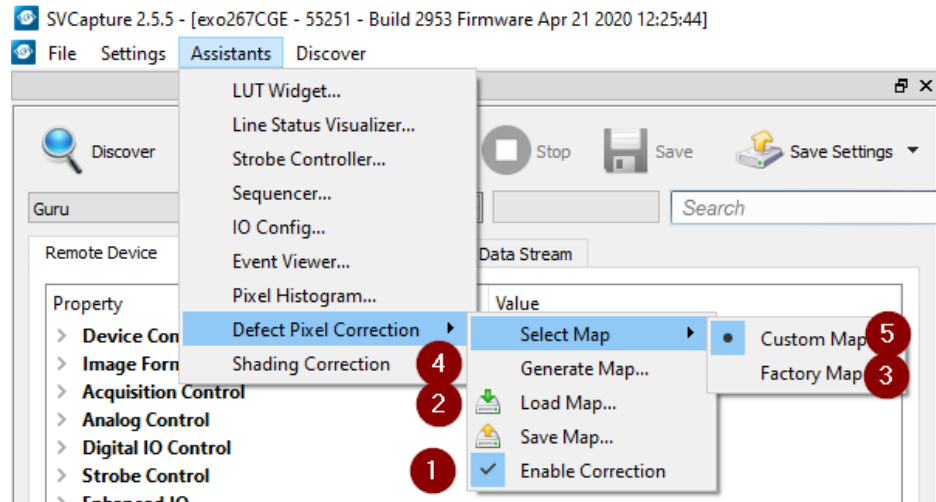 SVCapture 2.5.5 - [exo267CGE - 55251 - Build 2953 Firmware Apr 21 2020 12:25:44]
File Settings Assistants Discover
LUT Widget...
Discover
Line Status Visualizer...
Stop
Save
Save Settings
Strobe Controller...
Sequencer...
Guru
Search
IO Config...
Remote Device
Event Viewer...
Data Stream
Pixel Histogram...
Property
Value
Defect Pixel Correction
Select Map
Custom Map
5
Device Con
Image Form
Shading Correction
4
Generate Map...
Factory Map
3
Acquisition Control
2
Load Map...
Analog Control
Digital IO Control
Save Map...
Strobe Control
1
Enable Correction
Enhanced IO